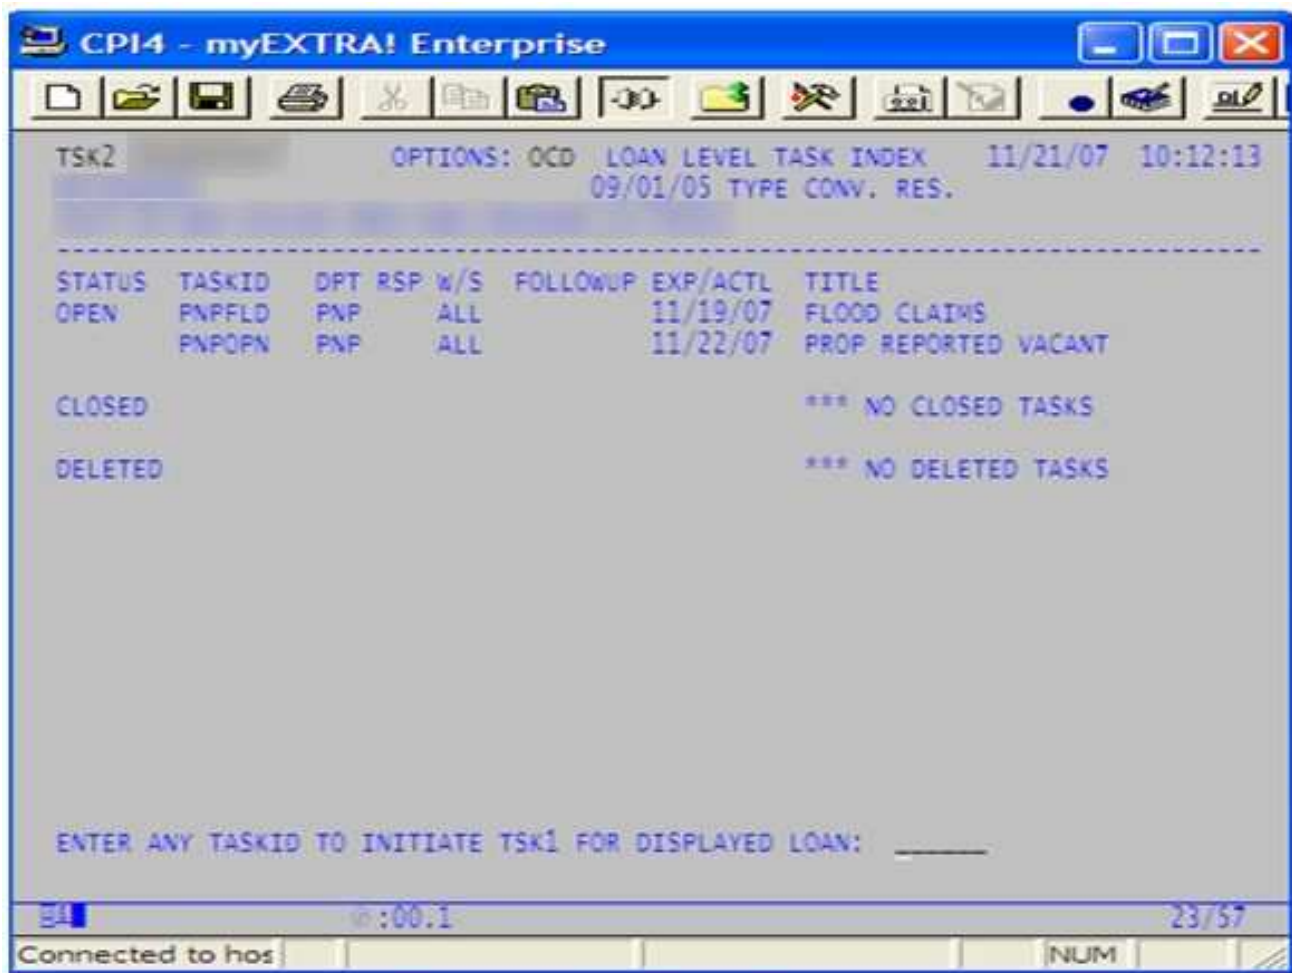 CPI4 - myEXTRA! Enterprise
TSK2 OPTIONS: OCD LOAN LEVEL TASK INDEX 11/21/07 10:12:13
09/01/05 TYPE CONV. RES.
STATUS TASKID DPT RSP W/S FOLLOWUP EXP/ACTL TITLE
OPEN PNPFLD PNP ALL 11/19/07 FLOOD CLAIMS
PNPOPN PNP ALL 11/22/07 PROP REPORTED VACANT
CLOSED *** NO CLOSED TASKS
DELETED *** NO DELETED TASKS
ENTER ANY TASKID TO INITIATE TSK1 FOR DISPLAYED LOAN: ______
:00.1 23/57
Connected to hos NUM